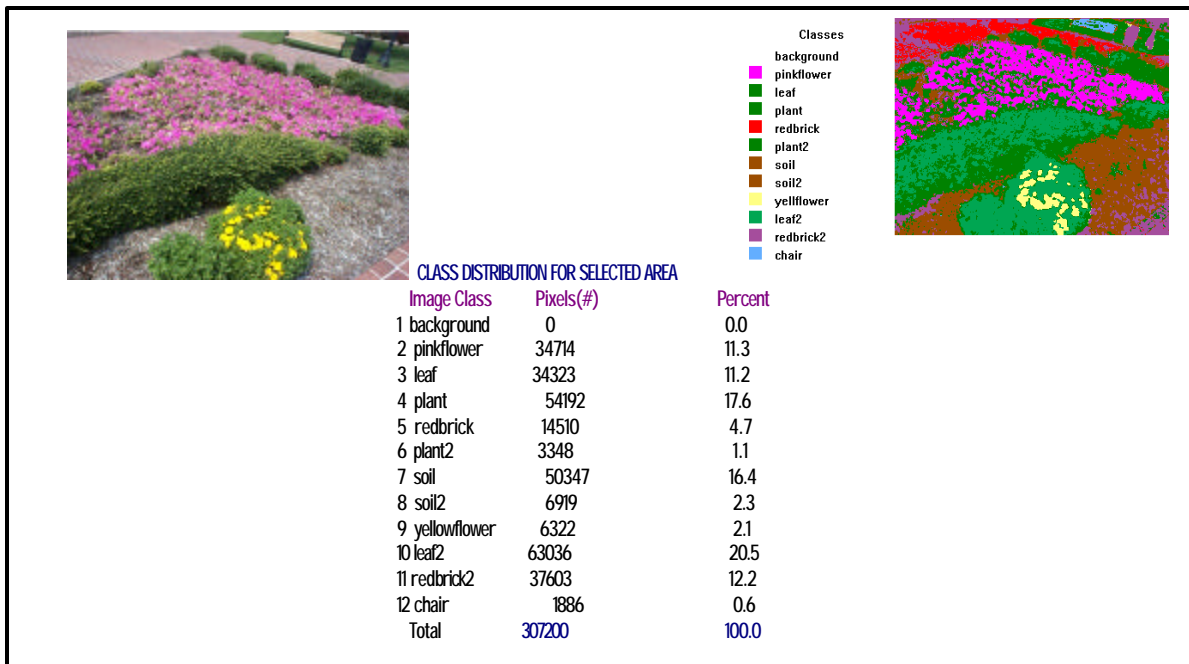 Classes
background
pinkflower
leaf
plant
redbrick
plant2
soil
soil2
yellflower
leaf2
redbrick2
chair
CLASS DISTRIBUTION FOR SELECTED AREA
Image Class Pixels(#) Percent
1 background 0 0.0
2 pinkflower 34714 11.3
3 leaf 34323 11.2
4 plant 54192 17.6
5 redbrick 14510 4.7
6 plant2 3348 1.1
7 soil 50347 16.4
8 soil2 6919 2.3
9 yellowflower 6322 2.1
10 leaf2 63036 20.5
11 redbrick2 37603 12.2
12 chair 1886 0.6
Total 307200 100.0